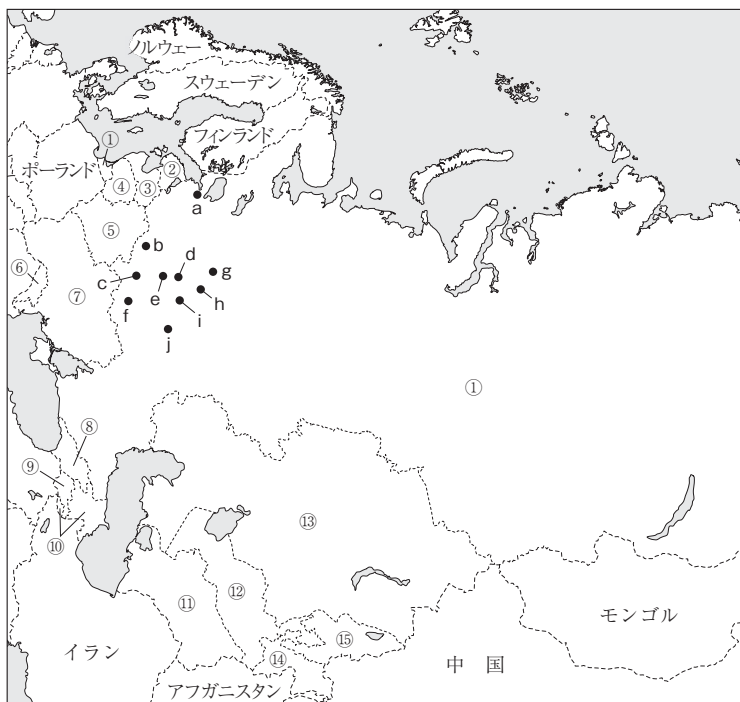 ノルウェー
スウェーデン
フィンランド
①
ポーランド
②
④
③
a
⑤
b
d
g
⑥
c
e
⑦
h
f
i
j
①
⑧
⑨
⑬
⑩
⑫
⑪
モンゴル
⑮
イラン
⑭
中国
アフガニスタン